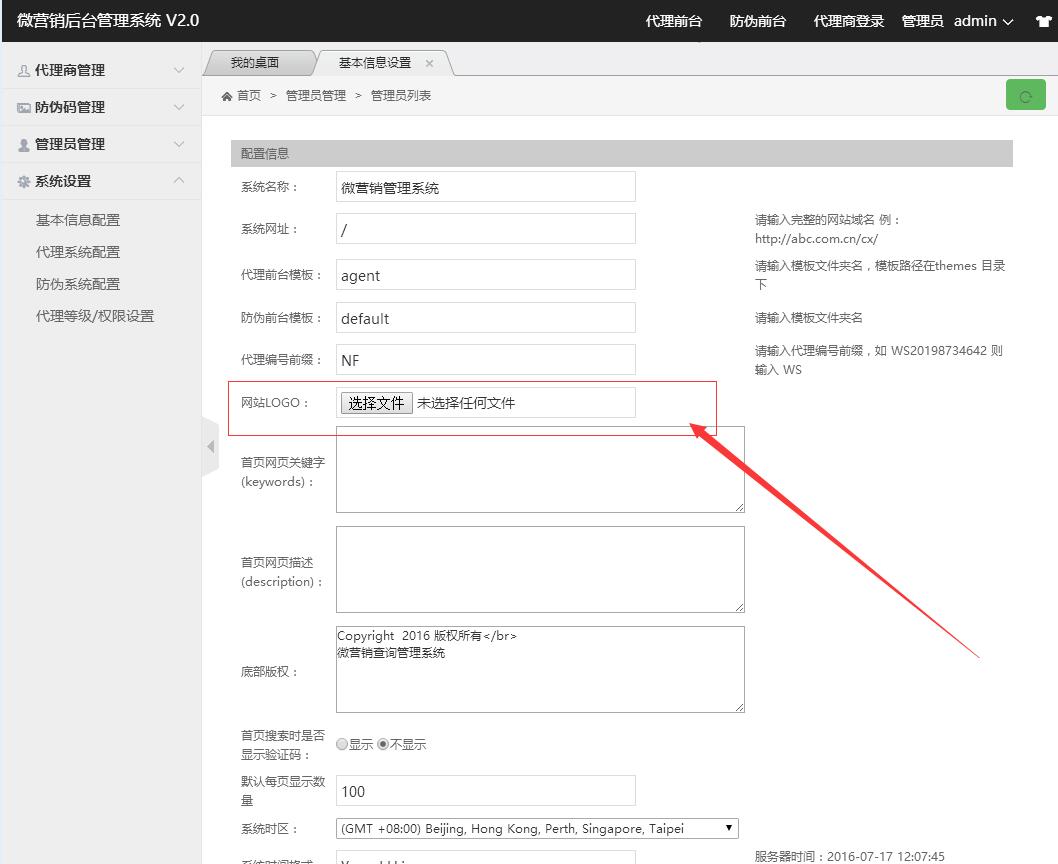 微营销后台管理系统 V2.0
代理前台 防伪前台 代理商登录 管理员 admin
代理商管理
防伪码管理
管理员管理
系统设置
基本信息配置
代理系统配置
防伪系统配置
代理等级/权限设置
我的桌面 基本信息设置
首页 > 管理员管理 > 管理员列表
配置信息
系统名称： 微营销管理系统
系统网址： / 请输入完整的网站域名 例：
http://abc.com.cn/cx/
代理前台模板： agent 请输入模板文件夹名，模板路径在themes 目录
下
防伪前台模板： default 请输入模板文件夹名
代理编号前缀： NF 请输入代理编号前缀，如 WS20198734642 则
输入 WS
网站LOGO： 选择文件 未选择任何文件
首页网页关键字
(keywords)：
首页网页描述
(description)：
底部版权： Copyright  2016 版权所有</br>
微营销查询管理系统
首页搜索时是否
显示验证码： 显示 不显示
默认每页显示数
量 100
系统时区： (GMT +08:00) Beijing, Hong Kong, Perth, Singapore, Taipei
服务器时间：2016-07-17 12:07:45